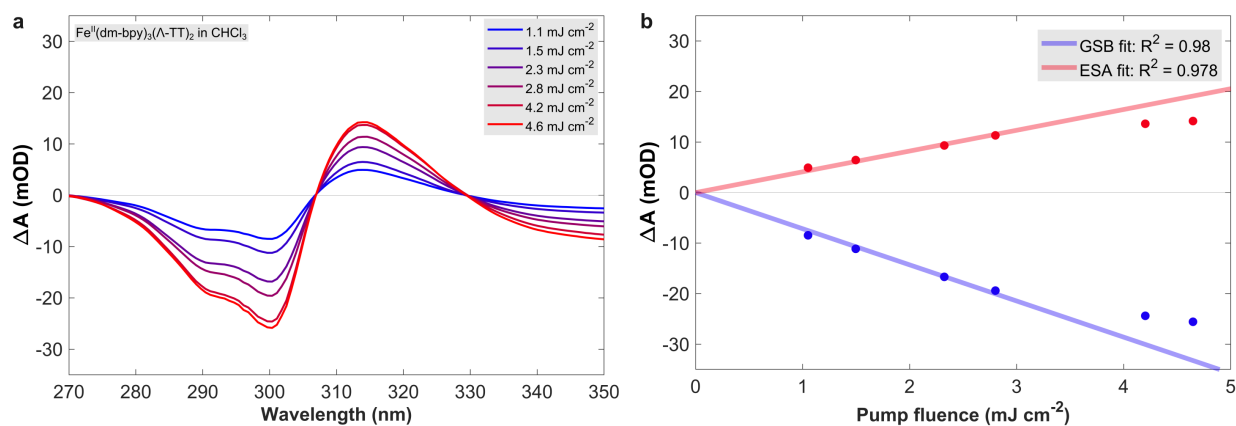 a
Fe^II(dm-bpy)₃(Λ-TT)₂ in CHCl₃
1.1 mJ cm⁻²
1.5 mJ cm⁻²
2.3 mJ cm⁻²
2.8 mJ cm⁻²
4.2 mJ cm⁻²
4.6 mJ cm⁻²
30
20
10
0
-10
-20
-30
ΔA (mOD)
270 280 290 300 310 320 330 340 350
Wavelength (nm)
b
GSB fit: R² = 0.98
ESA fit: R² = 0.978
30
20
10
0
-10
-20
-30
ΔA (mOD)
0 1 2 3 4 5
Pump fluence (mJ cm⁻²)